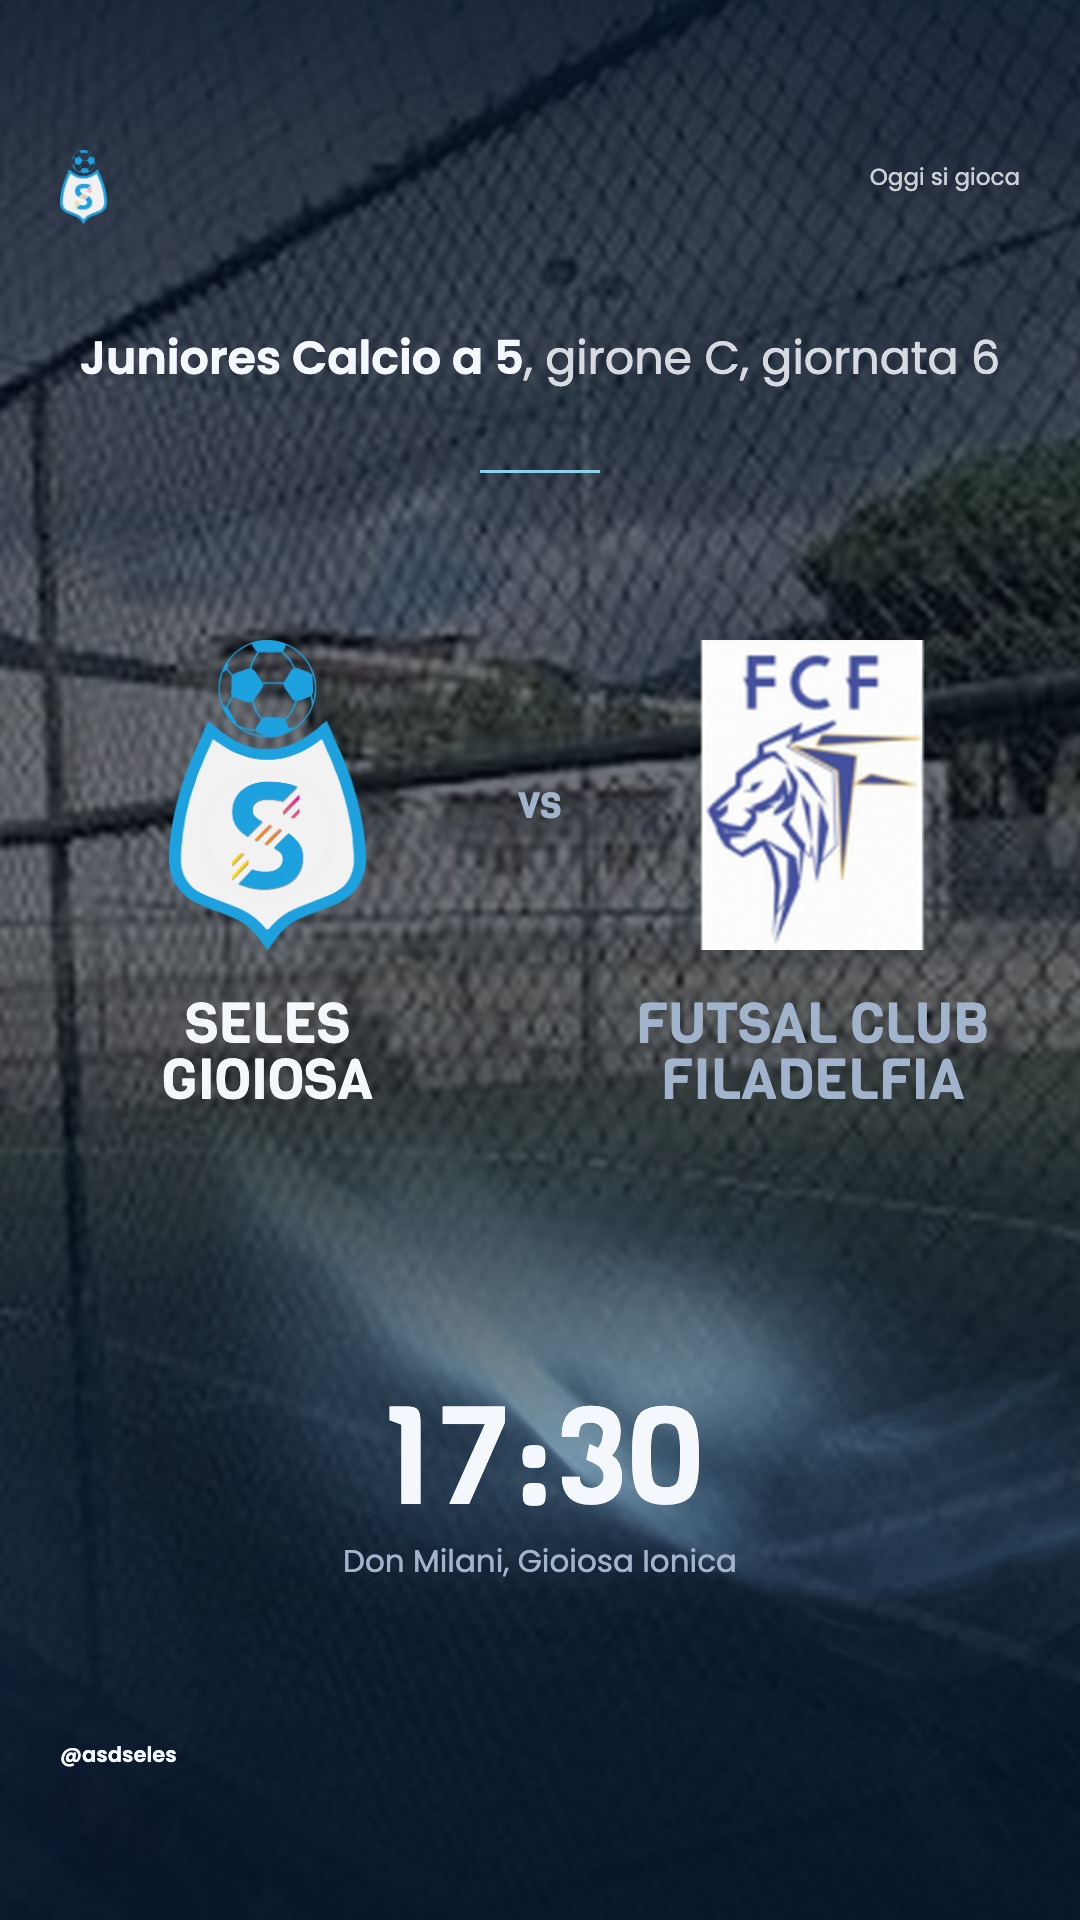 S
Oggi si gioca
Juniores Calcio a 5, girone C, giornata 6
S
VS
FCF
SELES
GIOIOSA
FUTSAL CLUB
FILADELFIA
17:30
Don Milani, Gioiosa Ionica
@asdseles